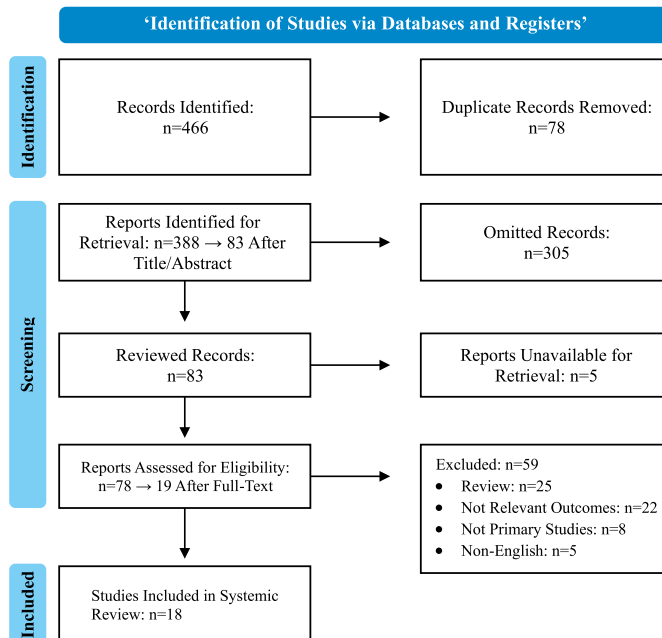 ‘Identification of Studies via Databases and Registers’
Identification
Records Identified:
n=466
Duplicate Records Removed:
n=78
Screening
Reports Identified for
Retrieval: n=388 → 83 After
Title/Abstract
Omitted Records:
n=305
Reviewed Records:
n=83
Reports Unavailable for
Retrieval: n=5
Reports Assessed for Eligibility:
n=78 → 19 After Full-Text
Excluded: n=59
• Review: n=25
• Not Relevant Outcomes: n=22
• Not Primary Studies: n=8
• Non-English: n=5
Included
Studies Included in Systemic
Review: n=18